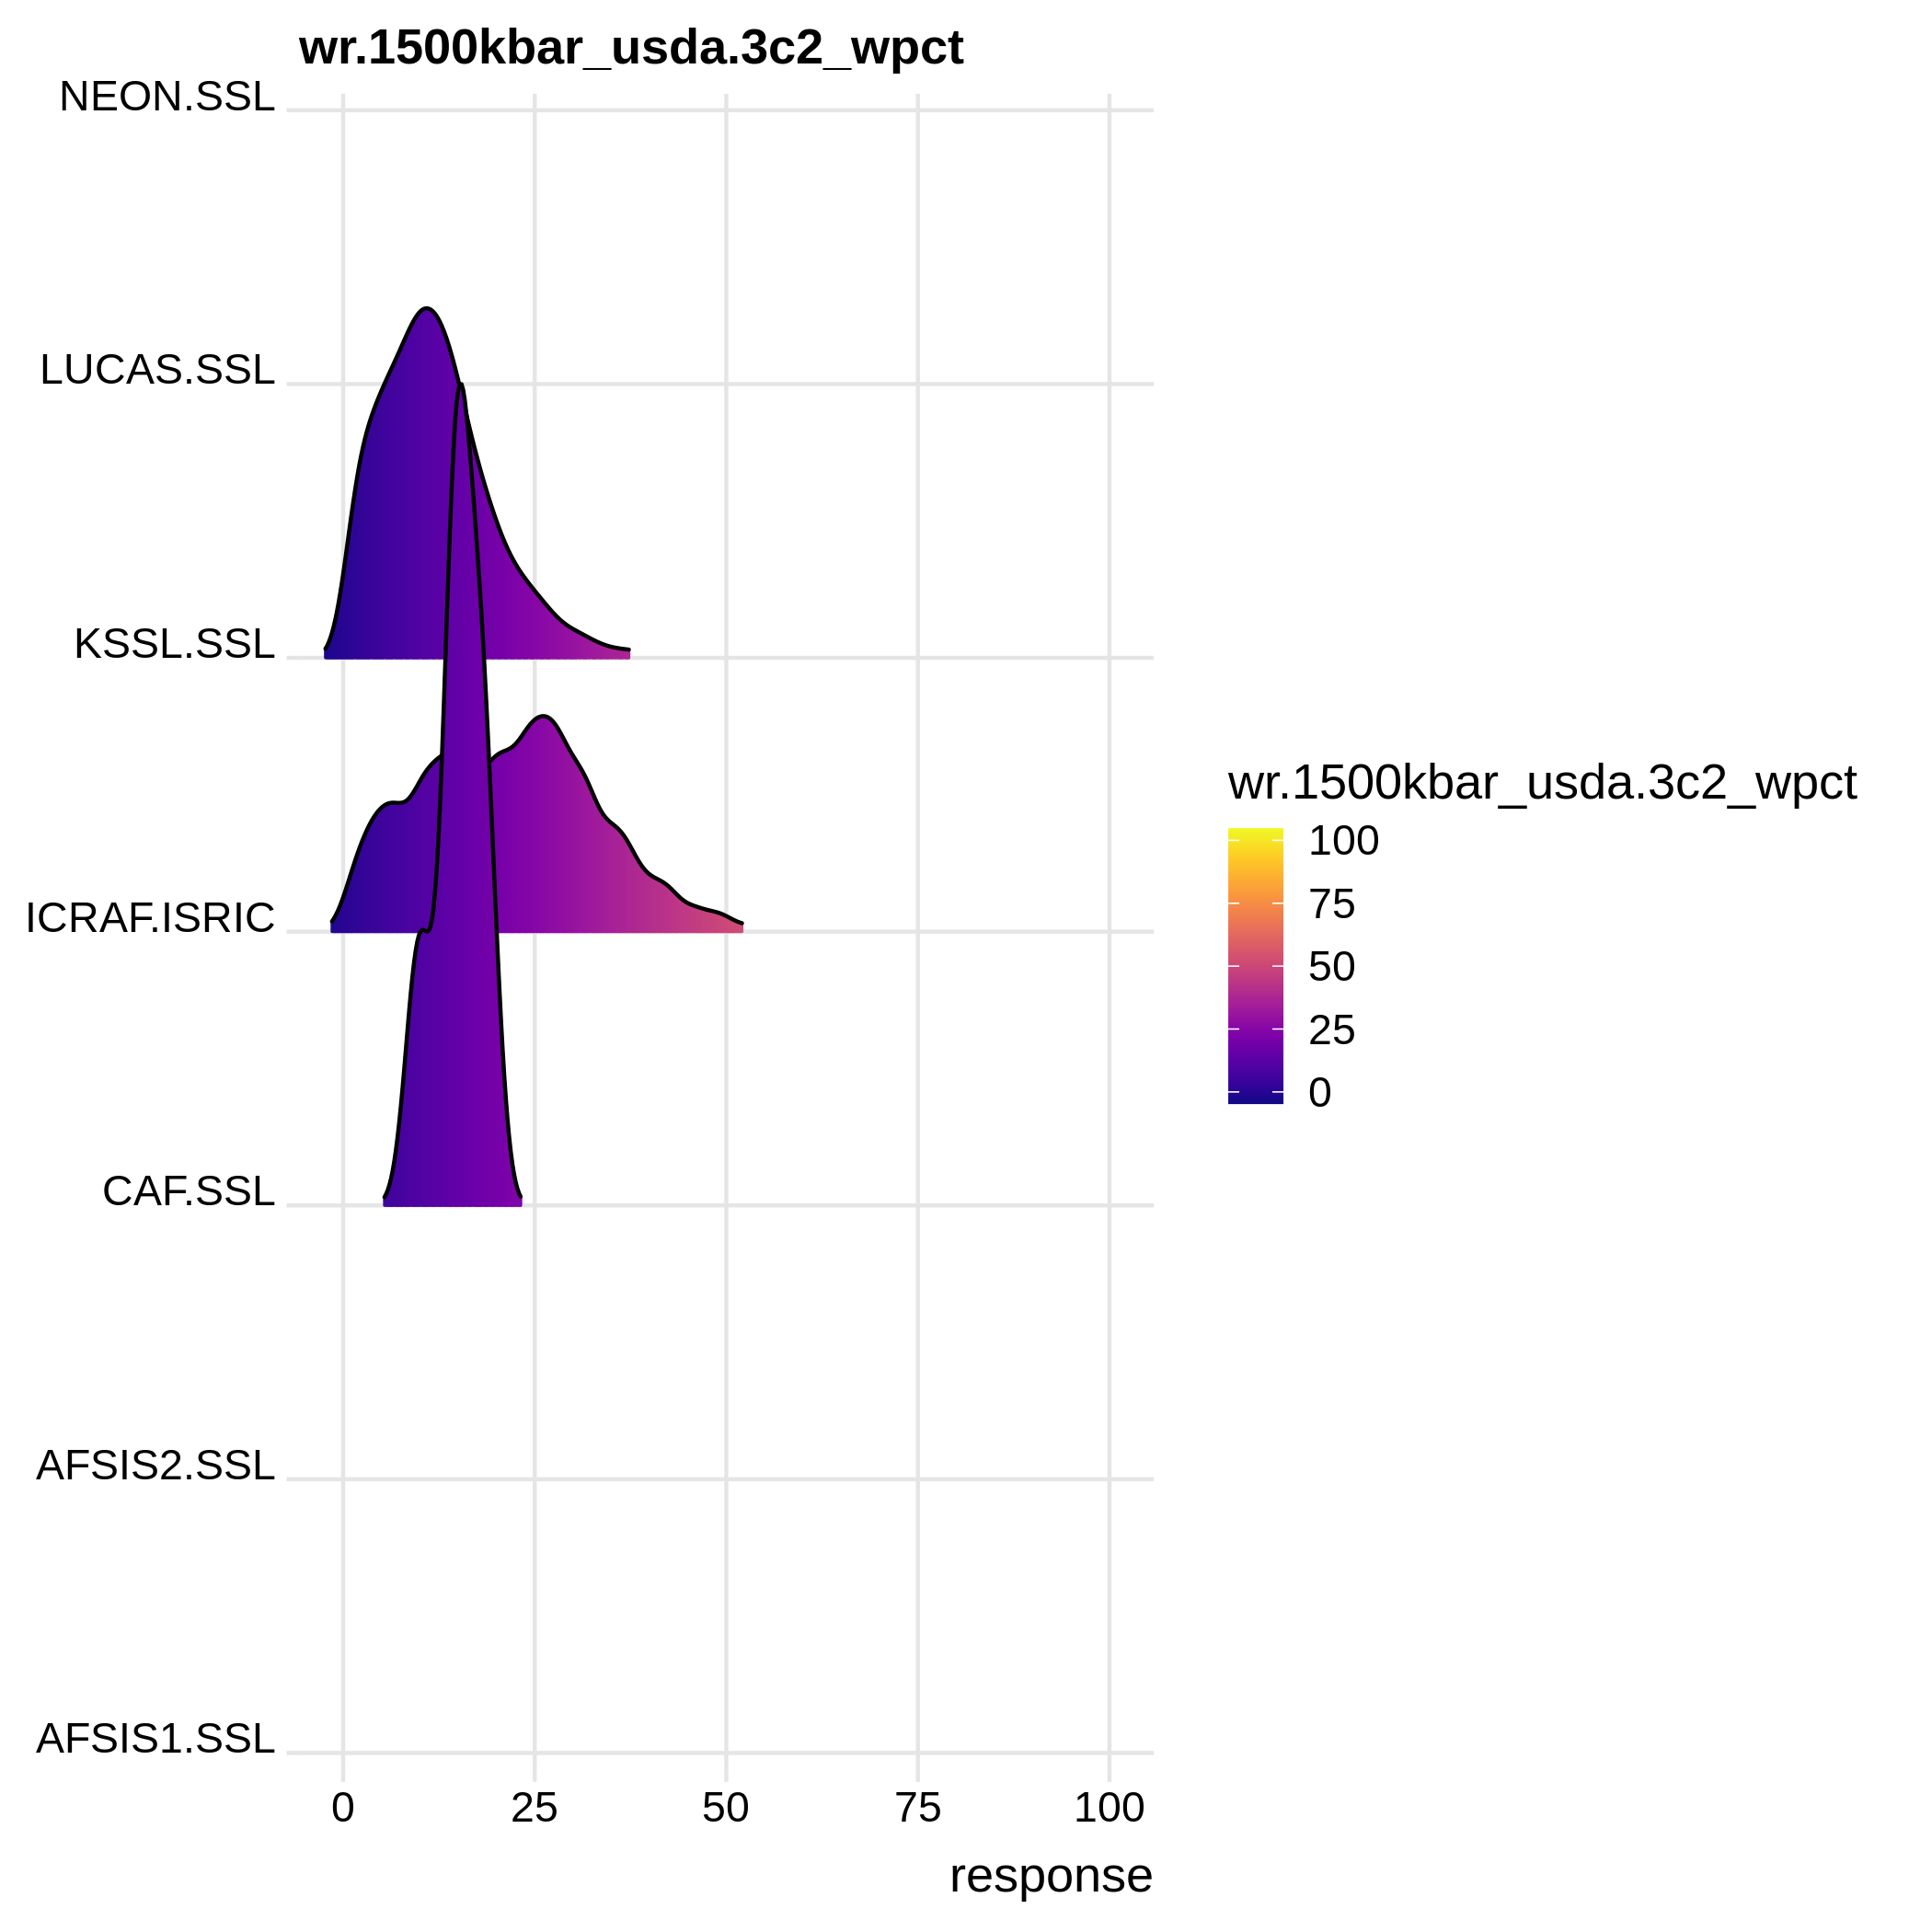 wr.1500kbar_usda.3c2_wpct
NEON.SSL
LUCAS.SSL
KSSL.SSL
ICRAF.ISRIC
CAF.SSL
AFSIS2.SSL
AFSIS1.SSL
0 25 50 75 100
response
wr.1500kbar_usda.3c2_wpct
100
75
50
25
0